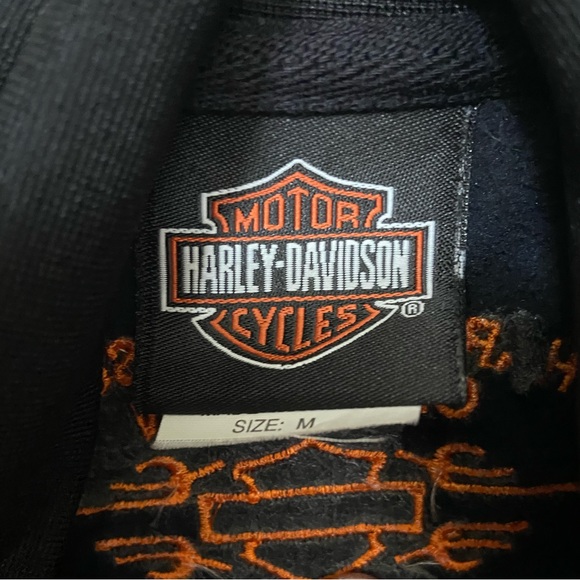 MOTOR
HARLEY-DAVIDSON
CYCLES
®
SIZE: M